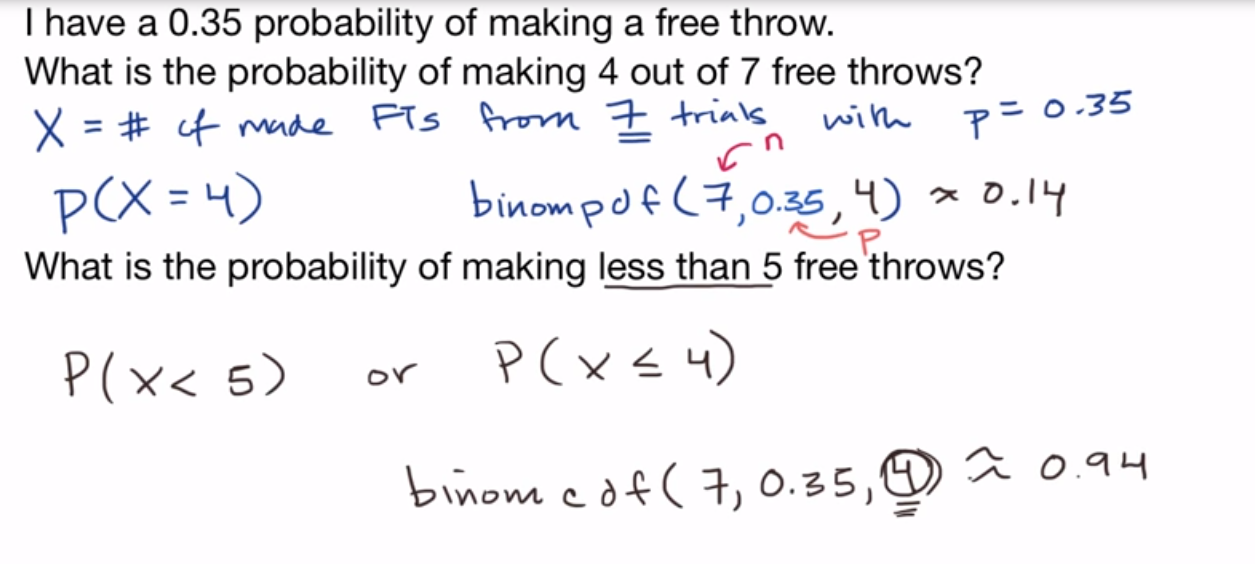 I have a 0.35 probability of making a free throw.
What is the probability of making 4 out of 7 free throws?
X = # of made FTs from 7 trials with p = 0.35
n
P(X = 4) binompdf(7,0.35,4) ≈ 0.14
P
What is the probability of making less than 5 free throws?
P(x < 5) or P(x ≤ 4)
binomcdf(7,0.35,4) ≈ 0.94